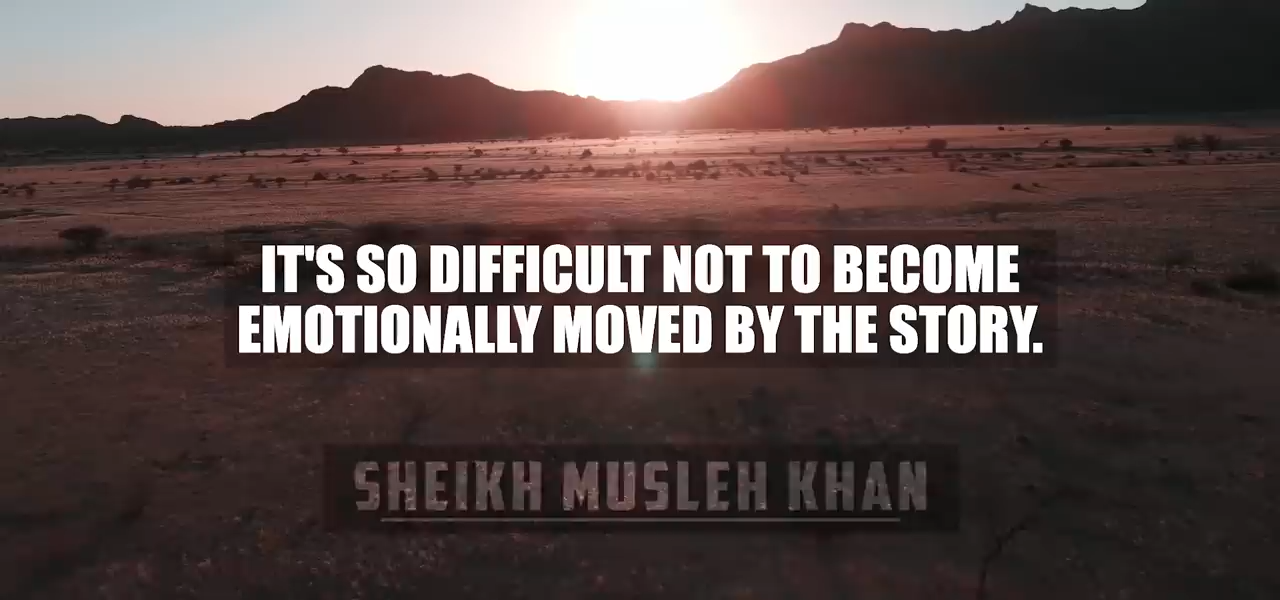 IT'S SO DIFFICULT NOT TO BECOME
EMOTIONALLY MOVED BY THE STORY.
SHEIKH MUSLEH KHAN